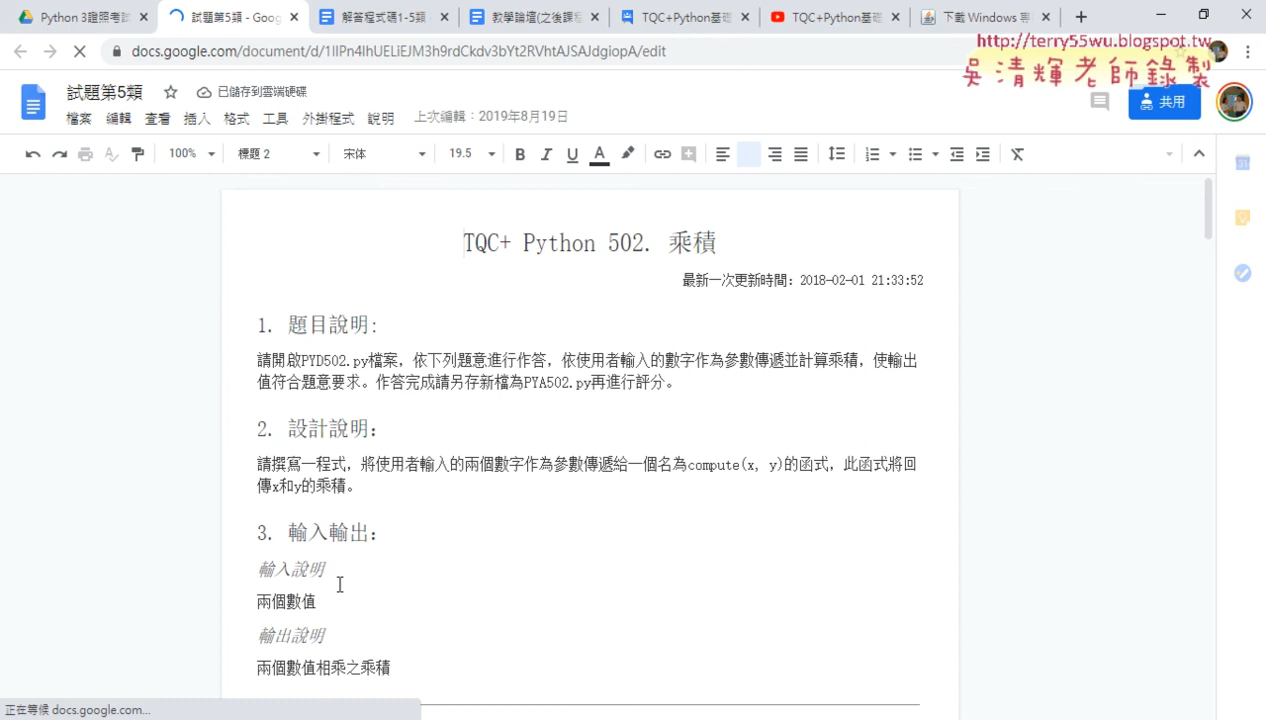 Python 3證照考試
試題第5類 - Goog
解答程式碼1-5類
教學論壇(之後課程
TQC+Python基礎
TQC+Python基礎
下載 Windows 專
docs.google.com/document/d/1lIPn4lhUELiEJM3h9rdCkdv3bYt2RVhtAJSAJdgiopA/edit
http://terry55wu.blogspot.tw
吳清輝老師錄製
試題第5類
已儲存到雲端硬碟
共用
檔案 編輯 查看 插入 格式 工具 外掛程式 說明 上次編輯:2019年8月19日
100% 標題 2 宋体 19.5 B I U A
TQC+ Python 502. 乘積
最新一次更新時間: 2018-02-01 21:33:52
1. 題目說明:
請開啟PYD502.py檔案, 依下列題意進行作答, 依使用者輸入的數字作為參數傳遞並計算乘積, 使輸出
值符合題意要求。作答完成請另存新檔為PYA502.py再進行評分。
2. 設計說明:
請撰寫一程式, 將使用者輸入的兩個數字作為參數傳遞給一個名為compute(x, y)的函式, 此函式將回
傳x和y的乘積。
3. 輸入輸出:
輸入說明
兩個數值
輸出說明
兩個數值相乘之乘積
正在等候 docs.google.com...